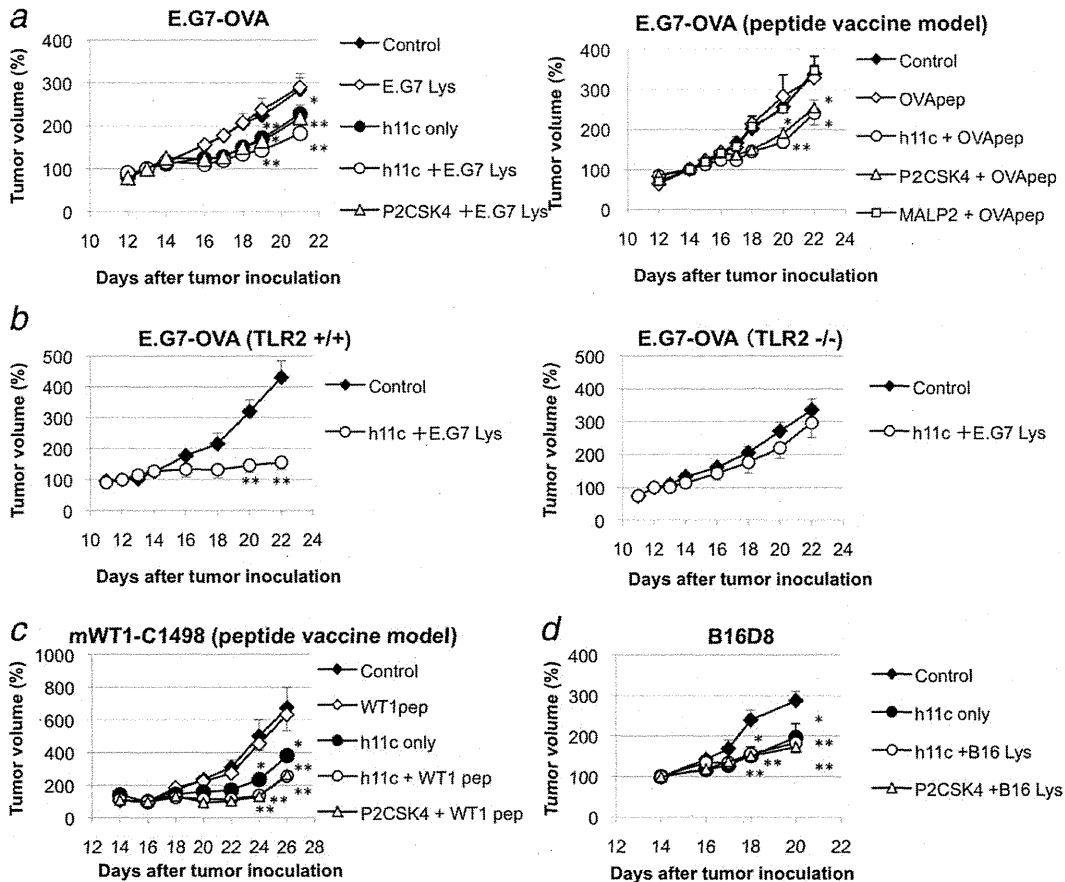 a
E.G7-OVA
Tumor volume (%)
400
300
200
100
0
10 12 14 16 18 20 22
Days after tumor inoculation
Control
E.G7 Lys
h11c only
h11c +E.G7 Lys
P2CSK4 +E.G7 Lys
*
**
**
**
*
**
E.G7-OVA (peptide vaccine model)
Tumor volume (%)
400
300
200
100
0
10 12 14 16 18 20 22 24
Days after tumor inoculation
Control
OVApep
h11c + OVApep
P2CSK4 + OVApep
MALP2 + OVApep
*
*
*
**
b
E.G7-OVA (TLR2 +/+)
Tumor volume (%)
500
400
300
200
100
0
10 12 14 16 18 20 22 24
Days after tumor inoculation
Control
h11c +E.G7 Lys
** **
E.G7-OVA (TLR2 -/-)
Tumor volume (%)
500
400
300
200
100
0
10 12 14 16 18 20 22 24
Days after tumor inoculation
Control
h11c +E.G7 Lys
c
mWT1-C1498 (peptide vaccine model)
Tumor volume (%)
1000
800
600
400
200
0
12 14 16 18 20 22 24 26 28
Days after tumor inoculation
Control
WT1pep
h11c only
h11c + WT1 pep
P2CSK4 + WT1 pep
*
**
*
**
**
**
d
B16D8
Tumor volume (%)
400
300
200
100
0
12 14 16 18 20 22
Days after tumor inoculation
Control
h11c only
h11c +B16 Lys
P2CSK4 +B16 Lys
*
*
**
**
**
**